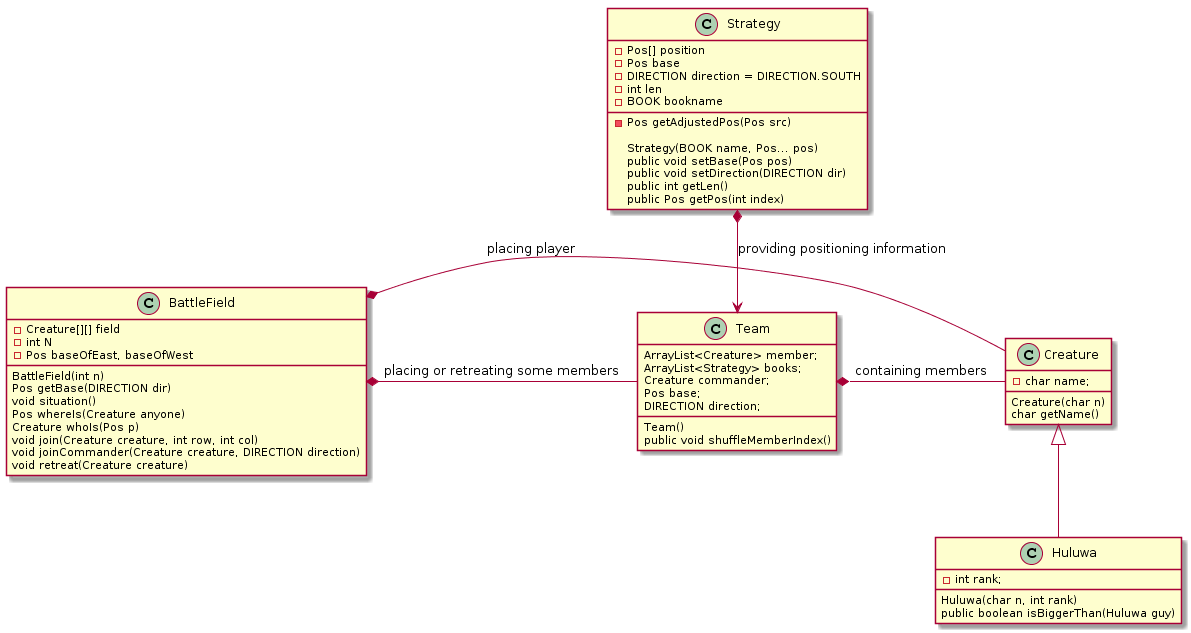 C Strategy
Pos[] position
Pos base
DIRECTION direction = DIRECTION.SOUTH
int len
BOOK bookname
Pos getAdjustedPos(Pos src)
Strategy(BOOK name, Pos... pos)
public void setBase(Pos pos)
public void setDirection(DIRECTION dir)
public int getLen()
public Pos getPos(int index)
placing player
providing positioning information
C BattleField
Creature[][] field
int N
Pos baseOfEast, baseOfWest
BattleField(int n)
Pos getBase(DIRECTION dir)
void situation()
Pos whereIs(Creature anyone)
Creature whoIs(Pos p)
void join(Creature creature, int row, int col)
void joinCommander(Creature creature, DIRECTION direction)
void retreat(Creature creature)
placing or retreating some members
C Team
ArrayList<Creature> member;
ArrayList<Strategy> books;
Creature commander;
Pos base;
DIRECTION direction;
Team()
public void shuffleMemberIndex()
containing members
C Creature
char name;
Creature(char n)
char getName()
C Huluwa
int rank;
Huluwa(char n, int rank)
public boolean isBiggerThan(Huluwa guy)